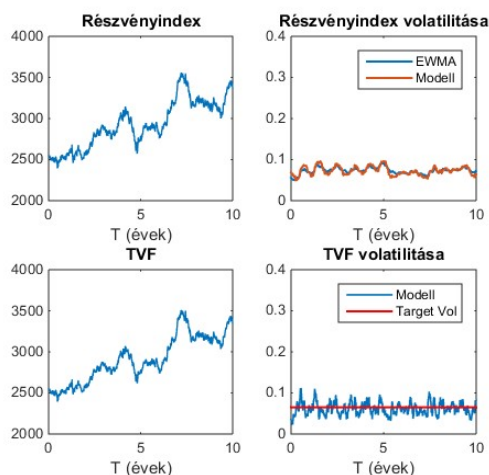 Részvényindex
4000
3500
3000
2500
2000
0 5 10
T (évek)
Részvényindex volatilitása
0.4
0.3
0.2
0.1
0
EWMA
Modell
0 5 10
T (évek)
TVF
4000
3500
3000
2500
2000
0 5 10
T (évek)
TVF volatilitása
0.4
0.3
0.2
0.1
0
Modell
Target Vol
0 5 10
T (évek)